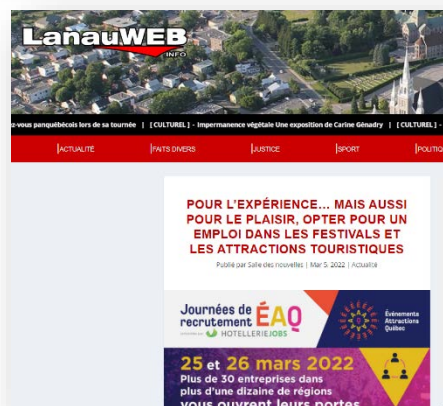 LanauWEB
INFO
z-vous panquébécois lors de sa tournée | [ CULTUREL ] - Impermanence végétale Une exposition de Carine Génadry | [ CULTUREL ] -
ACTUALITÉ FAITS DIVERS JUSTICE SPORT POLITIQ
POUR L'EXPÉRIENCE... MAIS AUSSI
POUR LE PLAISIR, OPTER POUR UN
EMPLOI DANS LES FESTIVALS ET
LES ATTRACTIONS TOURISTIQUES
Publié par Salle des nouvelles | Mar 5, 2022 | Actualité
Journées de
recrutement ÉAQ
HOTELLERIEJOBS
Événements
Attractions
Québec
25 et 26 mars 2022
Plus de 30 entreprises dans
plus d'une dizaine de régions
vous ouvrent leurs portes